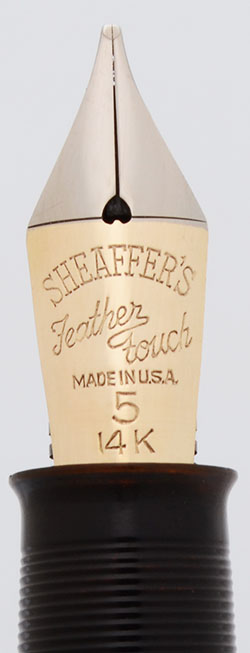 SHEAFFER'S
Feather
touch
MADE IN U.S.A.
5
14K